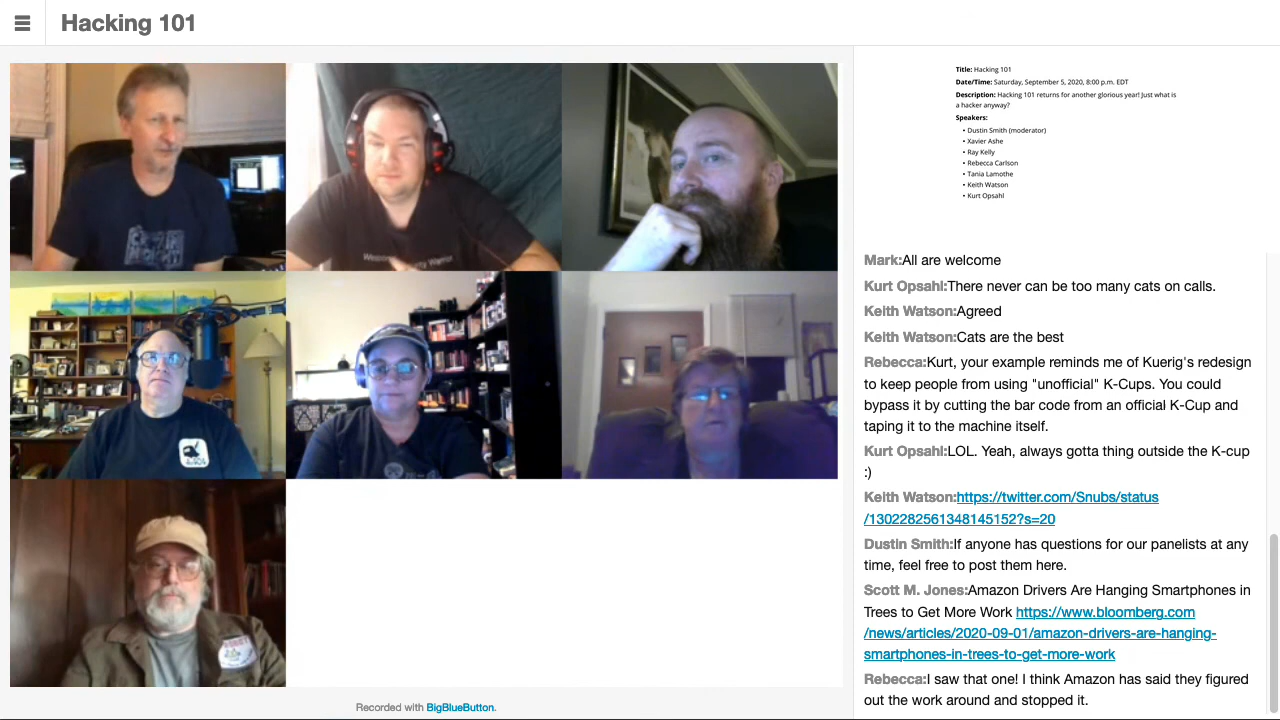 Hacking 101
Title: Hacking 101
Date/Time: Saturday, September 5, 2020, 8:00 p.m. EDT
Description: Hacking 101 returns for another glorious year! Just what is
a hacker anyway?
Speakers:
• Dustin Smith (moderator)
• Xavier Ashe
• Ray Kelly
• Rebecca Carlson
• Tania Lamothe
• Keith Watson
• Kurt Opsahl
Mark:All are welcome
Kurt Opsahl:There never can be too many cats on calls.
Keith Watson:Agreed
Keith Watson:Cats are the best
Rebecca:Kurt, your example reminds me of Kuerig's redesign
to keep people from using "unofficial" K-Cups. You could
bypass it by cutting the bar code from an official K-Cup and
taping it to the machine itself.
Kurt Opsahl:LOL. Yeah, always gotta thing outside the K-cup
:)
Keith Watson:https://twitter.com/Snubs/status
/1302282561348145152?s=20
Dustin Smith:If anyone has questions for our panelists at any
time, feel free to post them here.
Scott M. Jones:Amazon Drivers Are Hanging Smartphones in
Trees to Get More Work https://www.bloomberg.com
/news/articles/2020-09-01/amazon-drivers-are-hanging-
smartphones-in-trees-to-get-more-work
Rebecca:I saw that one! I think Amazon has said they figured
out the work around and stopped it.
Recorded with BigBlueButton.